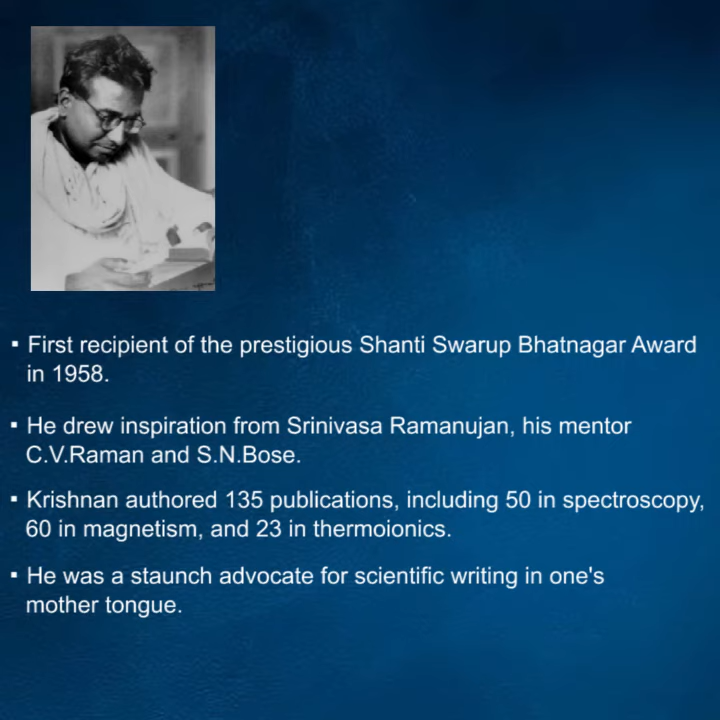 ▪ First recipient of the prestigious Shanti Swarup Bhatnagar Award
in 1958.
▪ He drew inspiration from Srinivasa Ramanujan, his mentor
C.V.Raman and S.N.Bose.
▪ Krishnan authored 135 publications, including 50 in spectroscopy,
60 in magnetism, and 23 in thermoionics.
▪ He was a staunch advocate for scientific writing in one's
mother tongue.